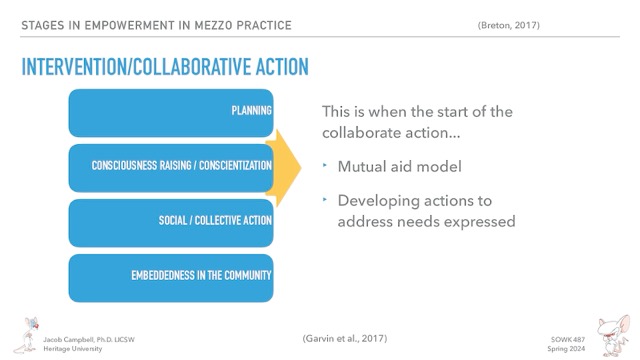 STAGES IN EMPOWERMENT IN MEZZO PRACTICE
(Breton, 2017)
INTERVENTION/COLLABORATIVE ACTION
PLANNING
CONSCIOUSNESS RAISING / CONSCIENTIZATION
SOCIAL / COLLECTIVE ACTION
EMBEDDEDNESS IN THE COMMUNITY
This is when the start of the
collaborate action...
‣ Mutual aid model
‣ Developing actions to
address needs expressed
Jacob Campbell, Ph.D. LICSW
Heritage University
(Garvin et al., 2017)
SOWK 487
Spring 2024